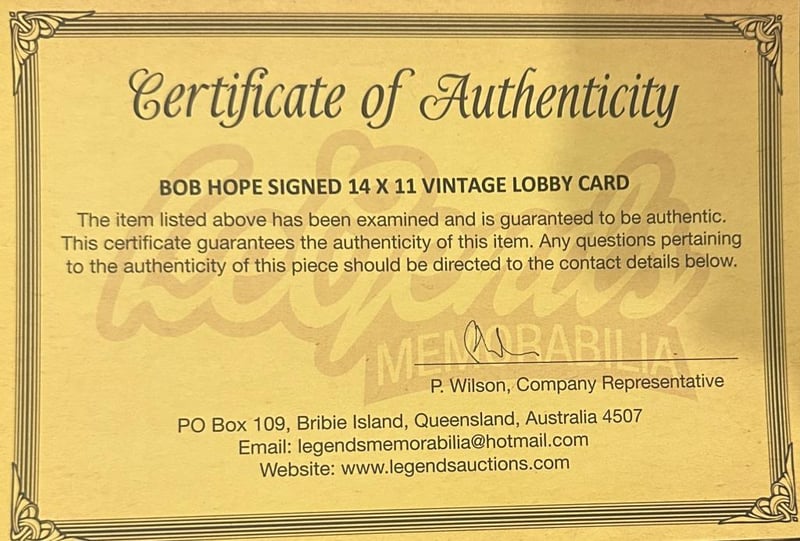 Certificate of Authenticity
Legends
MEMORABILIA
BOB HOPE SIGNED 14 X 11 VINTAGE LOBBY CARD
The item listed above has been examined and is guaranteed to be authentic.
This certificate guarantees the authenticity of this item. Any questions pertaining
to the authenticity of this piece should be directed to the contact details below.
P. Wilson, Company Representative
PO Box 109, Bribie Island, Queensland, Australia 4507
Email: legendsmemorabilia@hotmail.com
Website: www.legendsauctions.com